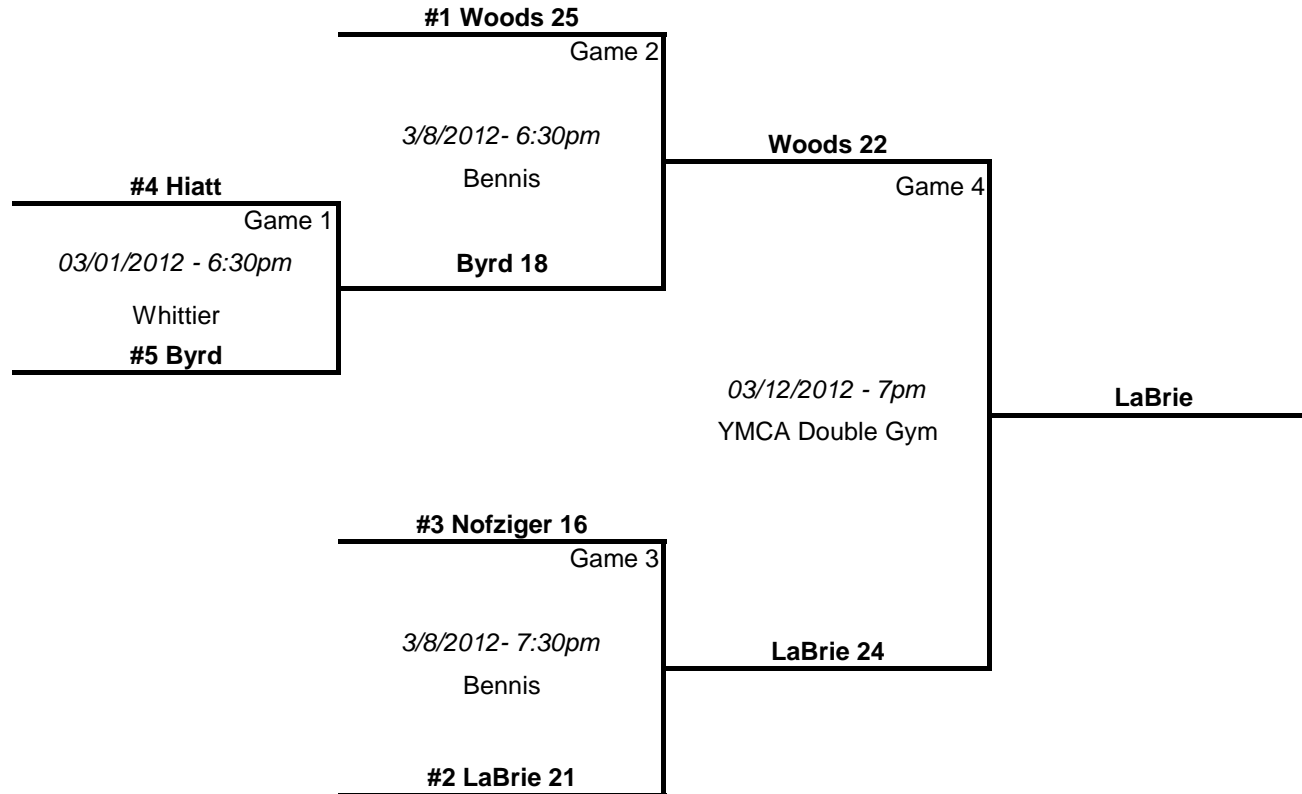 #1 Woods 25
Game 2
3/8/2012- 6:30pm
Bennis
Woods 22
Game 4
#4 Hiatt
Game 1
03/01/2012 - 6:30pm
Whittier
#5 Byrd
Byrd 18
03/12/2012 - 7pm
YMCA Double Gym
LaBrie
#3 Nofziger 16
Game 3
3/8/2012- 7:30pm
Bennis
LaBrie 24
#2 LaBrie 21